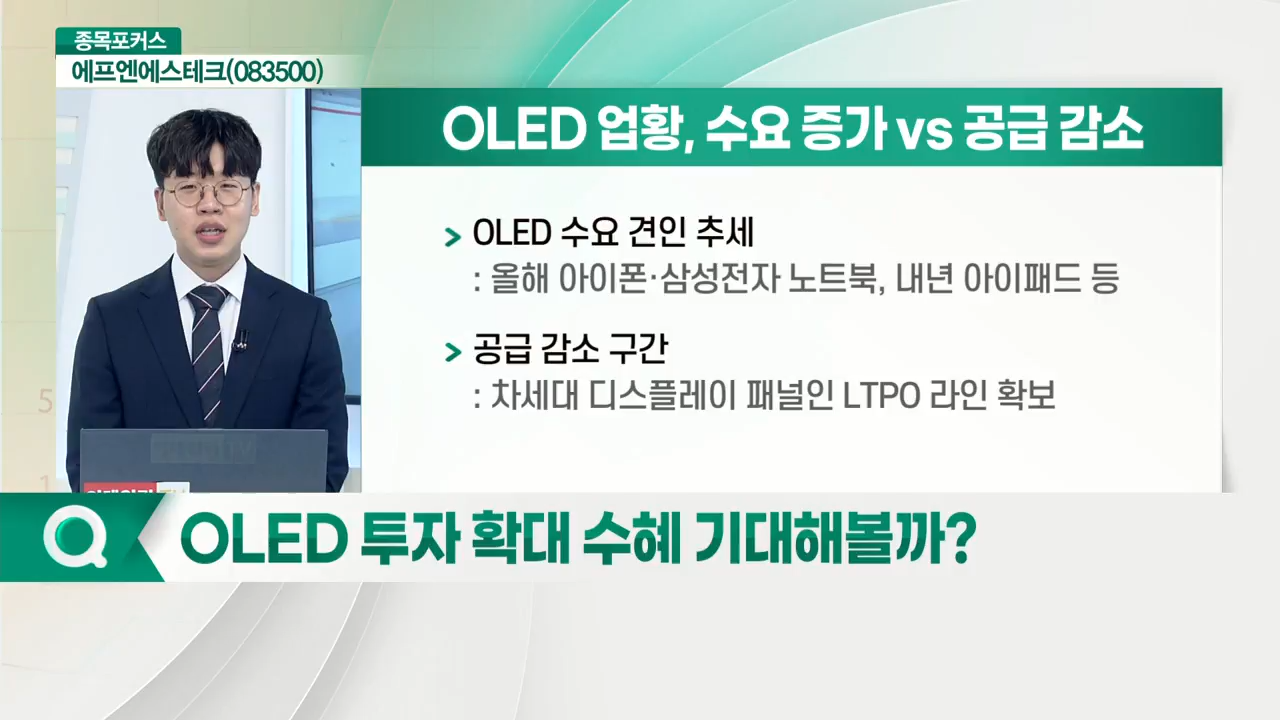 종목포커스
에프엔에스테크(083500)
OLED 업황, 수요 증가 vs 공급 감소
OLED 수요 견인 추세
: 올해 아이폰·삼성전자 노트북, 내년 아이패드 등
공급 감소 구간
: 차세대 디스플레이 패널인 LTPO 라인 확보
Q OLED 투자 확대 수혜 기대해볼까?